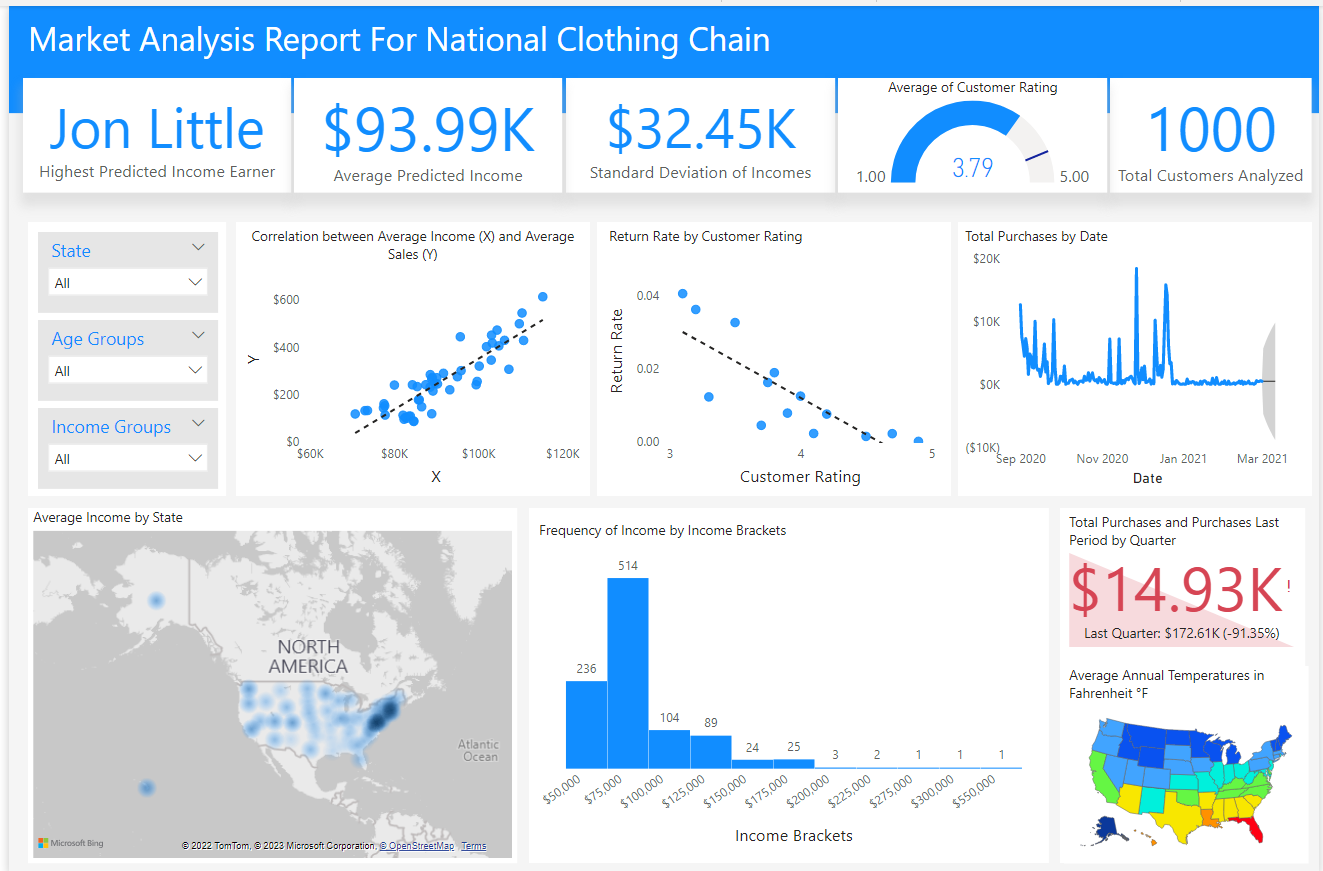 Market Analysis Report For National Clothing Chain
Jon Little
Highest Predicted Income Earner
$93.99K
Average Predicted Income
$32.45K
Standard Deviation of Incomes
Average of Customer Rating
3.79
1.00
5.00
1000
Total Customers Analyzed
State
All
Age Groups
All
Income Groups
All
Correlation between Average Income (X) and Average
Sales (Y)
$600
$400
$200
$0
Y
$60K
$80K
$100K
$120K
X
Return Rate by Customer Rating
0.04
0.02
0.00
Return Rate
3
4
5
Customer Rating
Total Purchases by Date
$20K
$10K
$0K
($10K)
Sep 2020
Nov 2020
Jan 2021
Mar 2021
Date
Average Income by State
NORTH
AMERICA
Atlantic
Ocean
Microsoft Bing
© 2022 TomTom, © 2023 Microsoft Corporation, © OpenStreetMap Terms
Frequency of Income by Income Brackets
236
514
104
89
24
25
3
2
1
1
1
$50,000
$75,000
$100,000
$125,000
$150,000
$175,000
$200,000
$225,000
$275,000
$300,000
$550,000
Income Brackets
Total Purchases and Purchases Last
Period by Quarter
$14.93K!
Last Quarter: $172.61K (-91.35%)
Average Annual Temperatures in
Fahrenheit °F